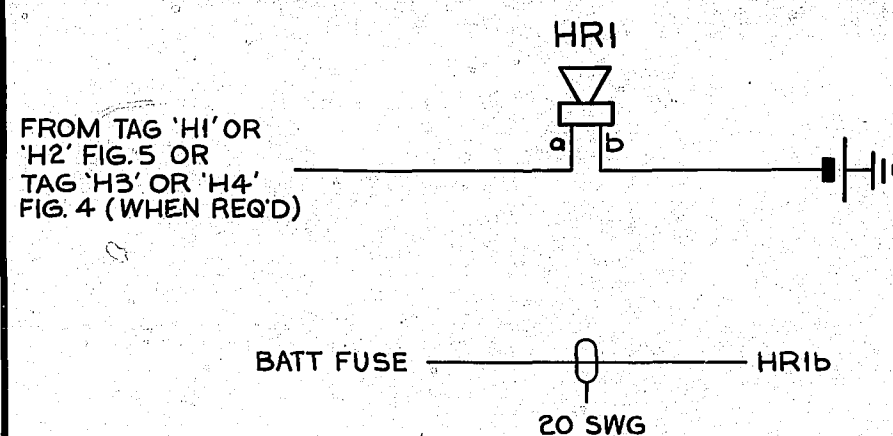 HR1
a b
FROM TAG 'H1' OR
'H2' FIG. 5 OR
TAG 'H3' OR 'H4'
FIG. 4 (WHEN REQ'D)
BATT FUSE HR1b
20 SWG